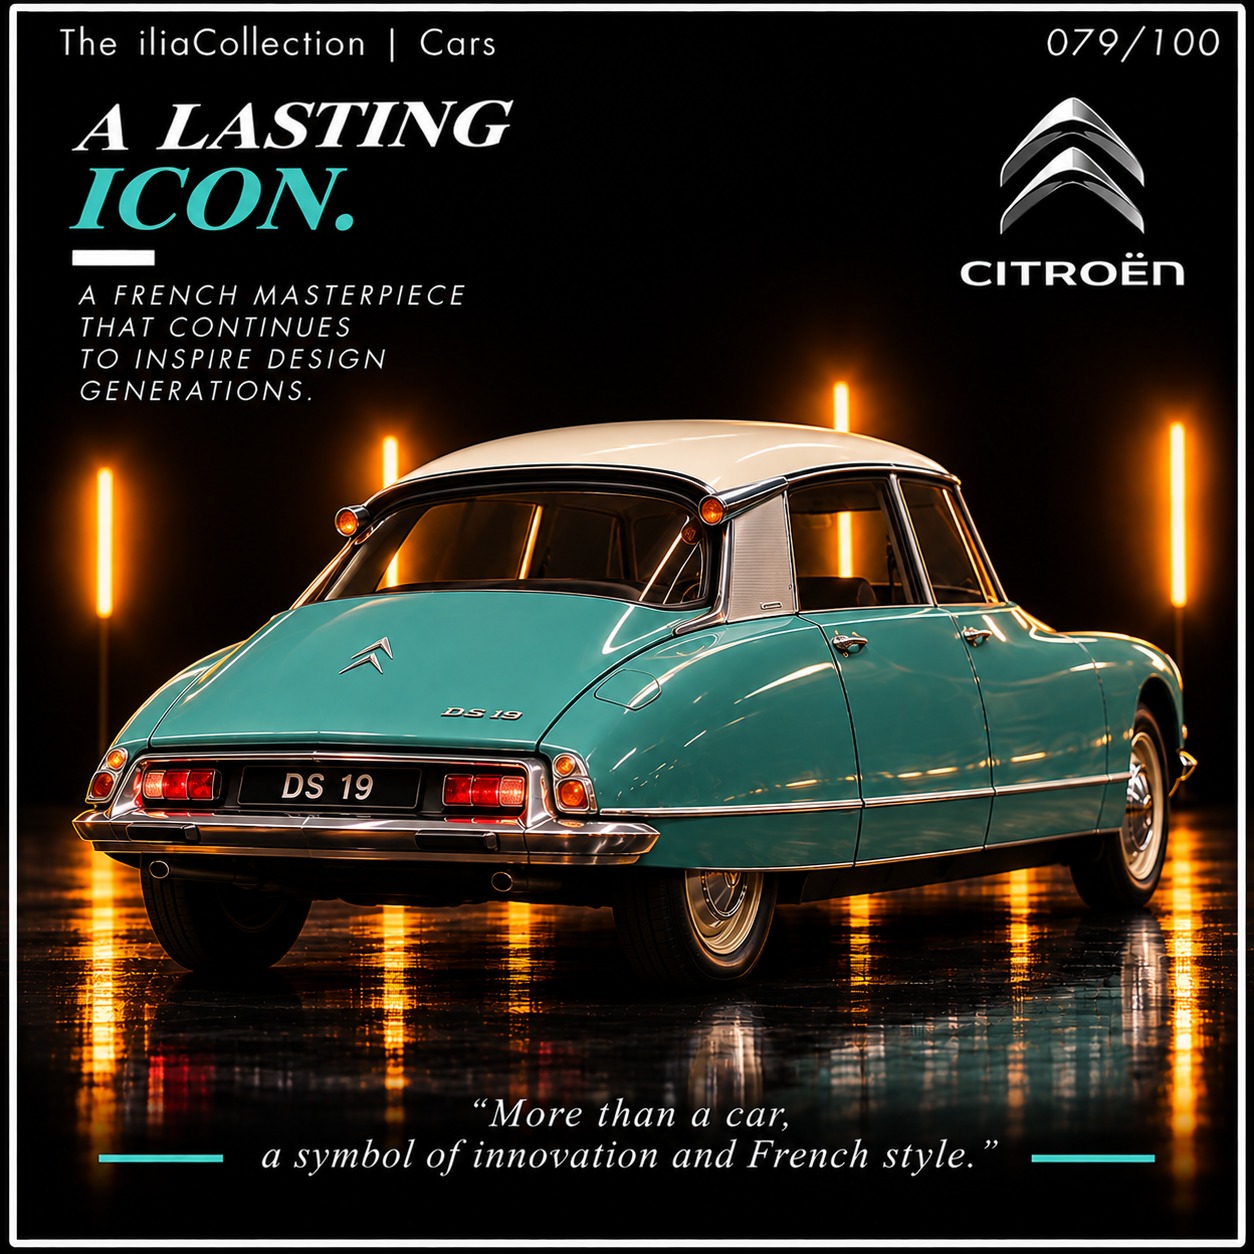 The iliaCollection | Cars
079/100
A LASTING
ICON.
A FRENCH MASTERPIECE
THAT CONTINUES
TO INSPIRE DESIGN
GENERATIONS.
CITROËN
DS 19
DS 19
“More than a car,
a symbol of innovation and French style.”